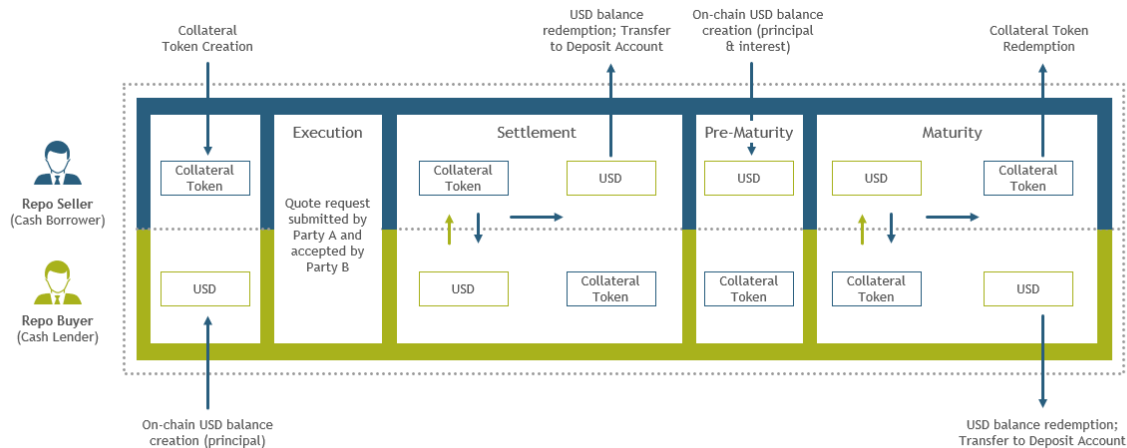 Collateral
Token Creation
USD balance
redemption; Transfer
to Deposit Account
On-chain USD balance
creation (principal
& interest)
Collateral Token
Redemption
Execution
Settlement
Pre-Maturity
Maturity
Repo Seller
(Cash Borrower)
Collateral
Token
Quote request
submitted by
Party A and
accepted by
Party B
Collateral
Token
USD
USD
USD
Collateral
Token
Repo Buyer
(Cash Lender)
USD
USD
Collateral
Token
Collateral
Token
Collateral
Token
USD
On-chain USD balance
creation (principal)
USD balance redemption;
Transfer to Deposit Account